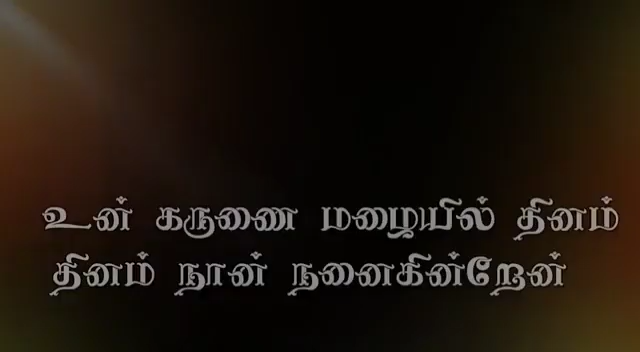 உன் கருணை மழையில் தினம்
தினம் நான் நனைகின்றேன்